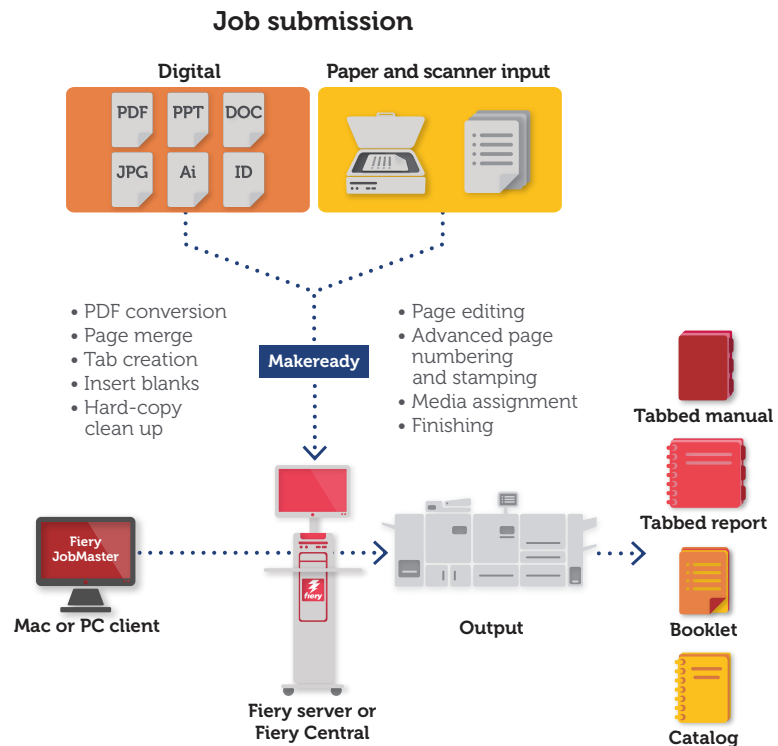 Job submission
Digital
Paper and scanner input
PDF
PPT
DOC
JPG
Ai
ID
• PDF conversion
• Page merge
• Tab creation
• Insert blanks
• Hard-copy
clean up
Makeready
• Page editing
• Advanced page
numbering
and stamping
• Media assignment
• Finishing
Tabbed manual
Tabbed report
Booklet
Catalog
Fiery
JobMaster
Mac or PC client
fiery
Fiery server or
Fiery Central
Output